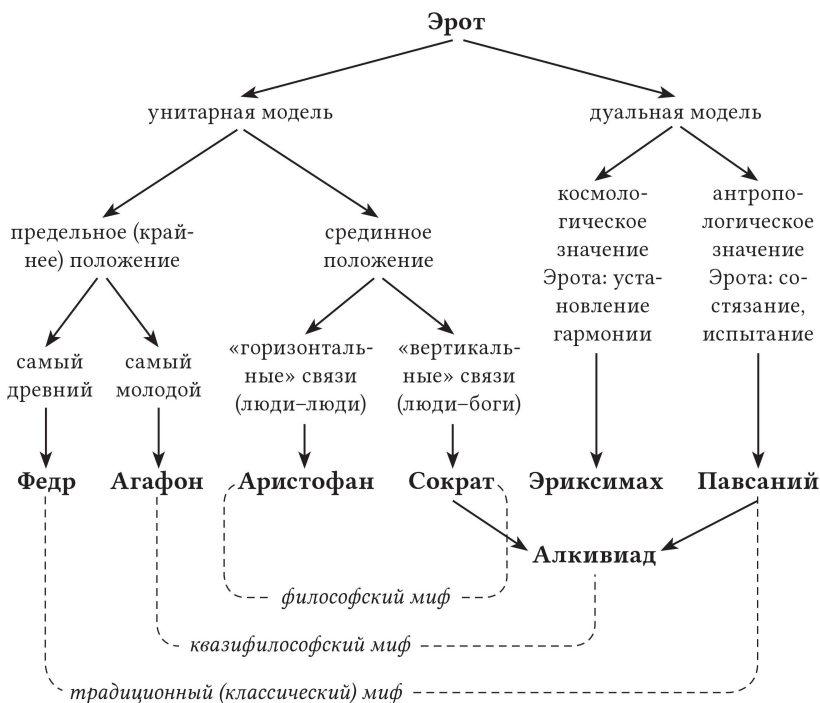 Эрот
унитарная модель
дуальная модель
предельное (край-
нее) положение
срединное
положение
космоло-
гическое
значение
Эрота: уста-
новление
гармонии
антропо-
логическое
значение
Эрота: со-
стязание,
испытание
самый
древний
самый
молодой
«горизонталь-
ные» связи
(люди–люди)
«вертикаль-
ные» связи
(люди–боги)
Федр
Агафон
Аристофан
Сократ
Эриксимах
Павсаний
Алкивиад
философский миф
квазифилософский миф
традиционный (классический) миф